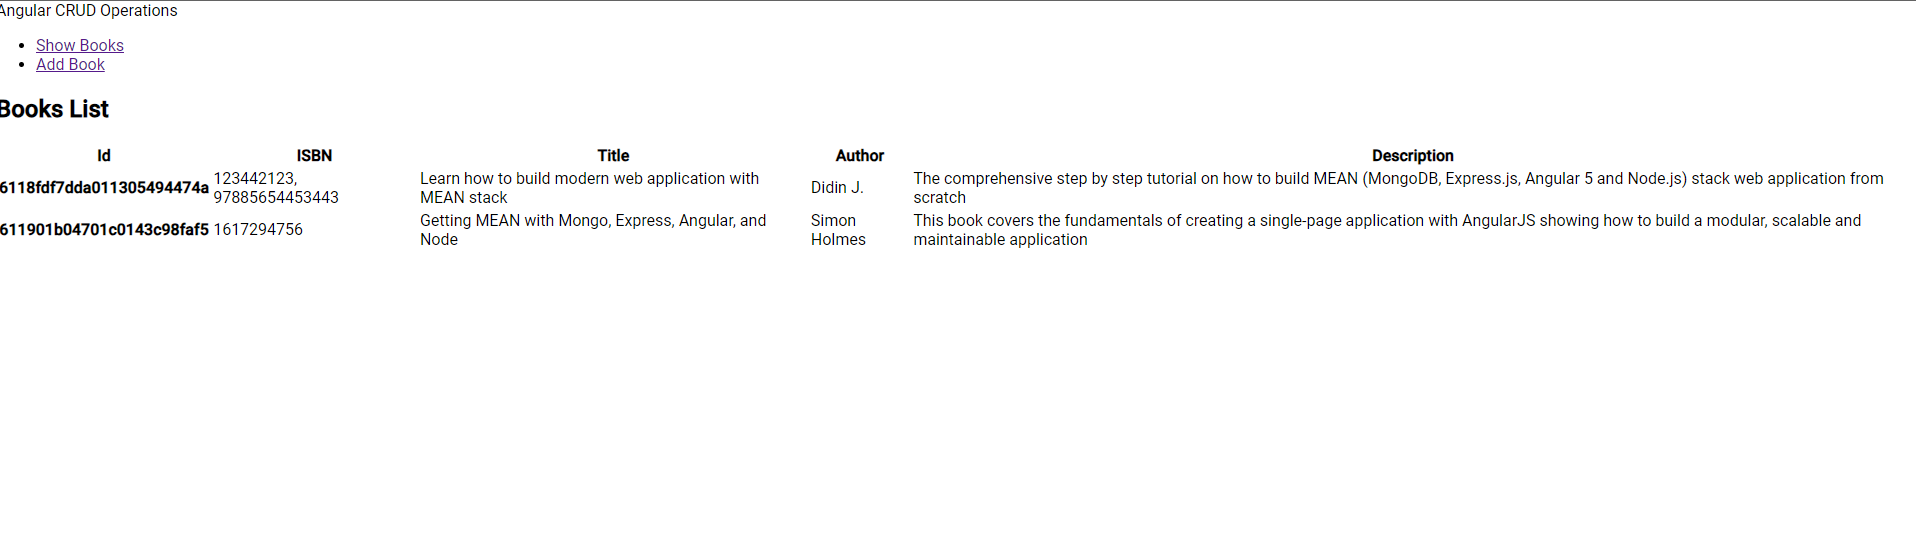 Angular CRUD Operations
Show Books
Add Book
Books List
Id ISBN Title Author Description
6118fdf7dda011305494474a 123442123, 97885654453443 Learn how to build modern web application with MEAN stack Didin J. The comprehensive step by step tutorial on how to build MEAN (MongoDB, Express.js, Angular 5 and Node.js) stack web application from scratch
611901b04701c0143c98faf5 1617294756 Getting MEAN with Mongo, Express, Angular, and Node Simon Holmes This book covers the fundamentals of creating a single-page application with AngularJS showing how to build a modular, scalable and maintainable application